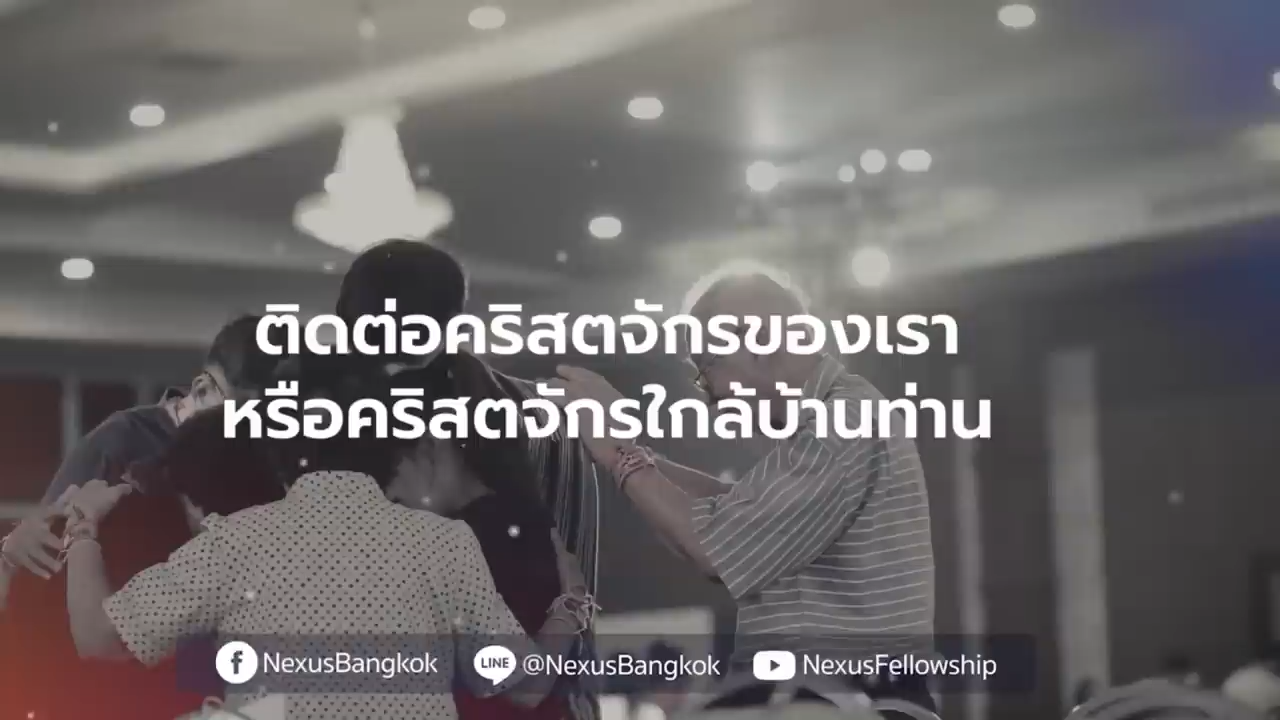 ติดต่อคริสตจักรของเรา
หรือคริสตจักรใกล้บ้านท่าน
NexusBangkok LINE @NexusBangkok NexusFellowship